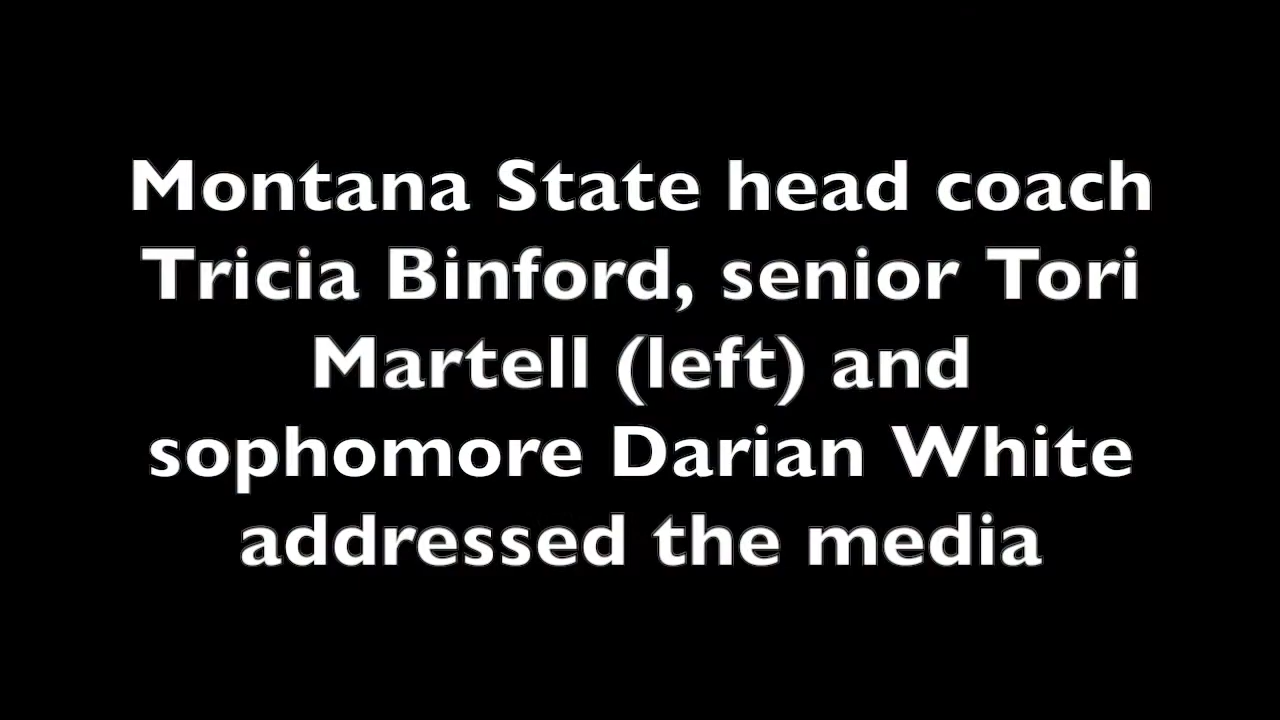 Montana State head coach
Tricia Binford, senior Tori
Martell (left) and
sophomore Darian White
addressed the media